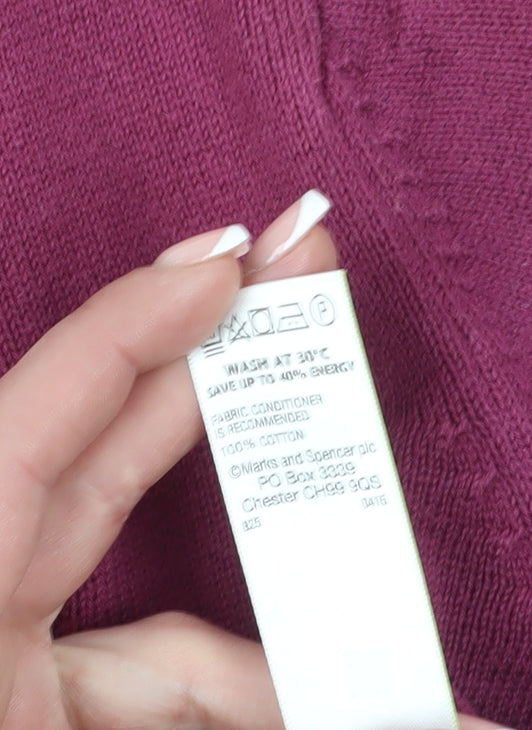 P
WASH AT 30°C
SAVE UP TO 40% ENERGY
FABRIC CONDITIONER
IS RECOMMENDED
100% COTTON
©Marks and Spencer plc
PO Box 3339
Chester CH99 9QS
825 0416